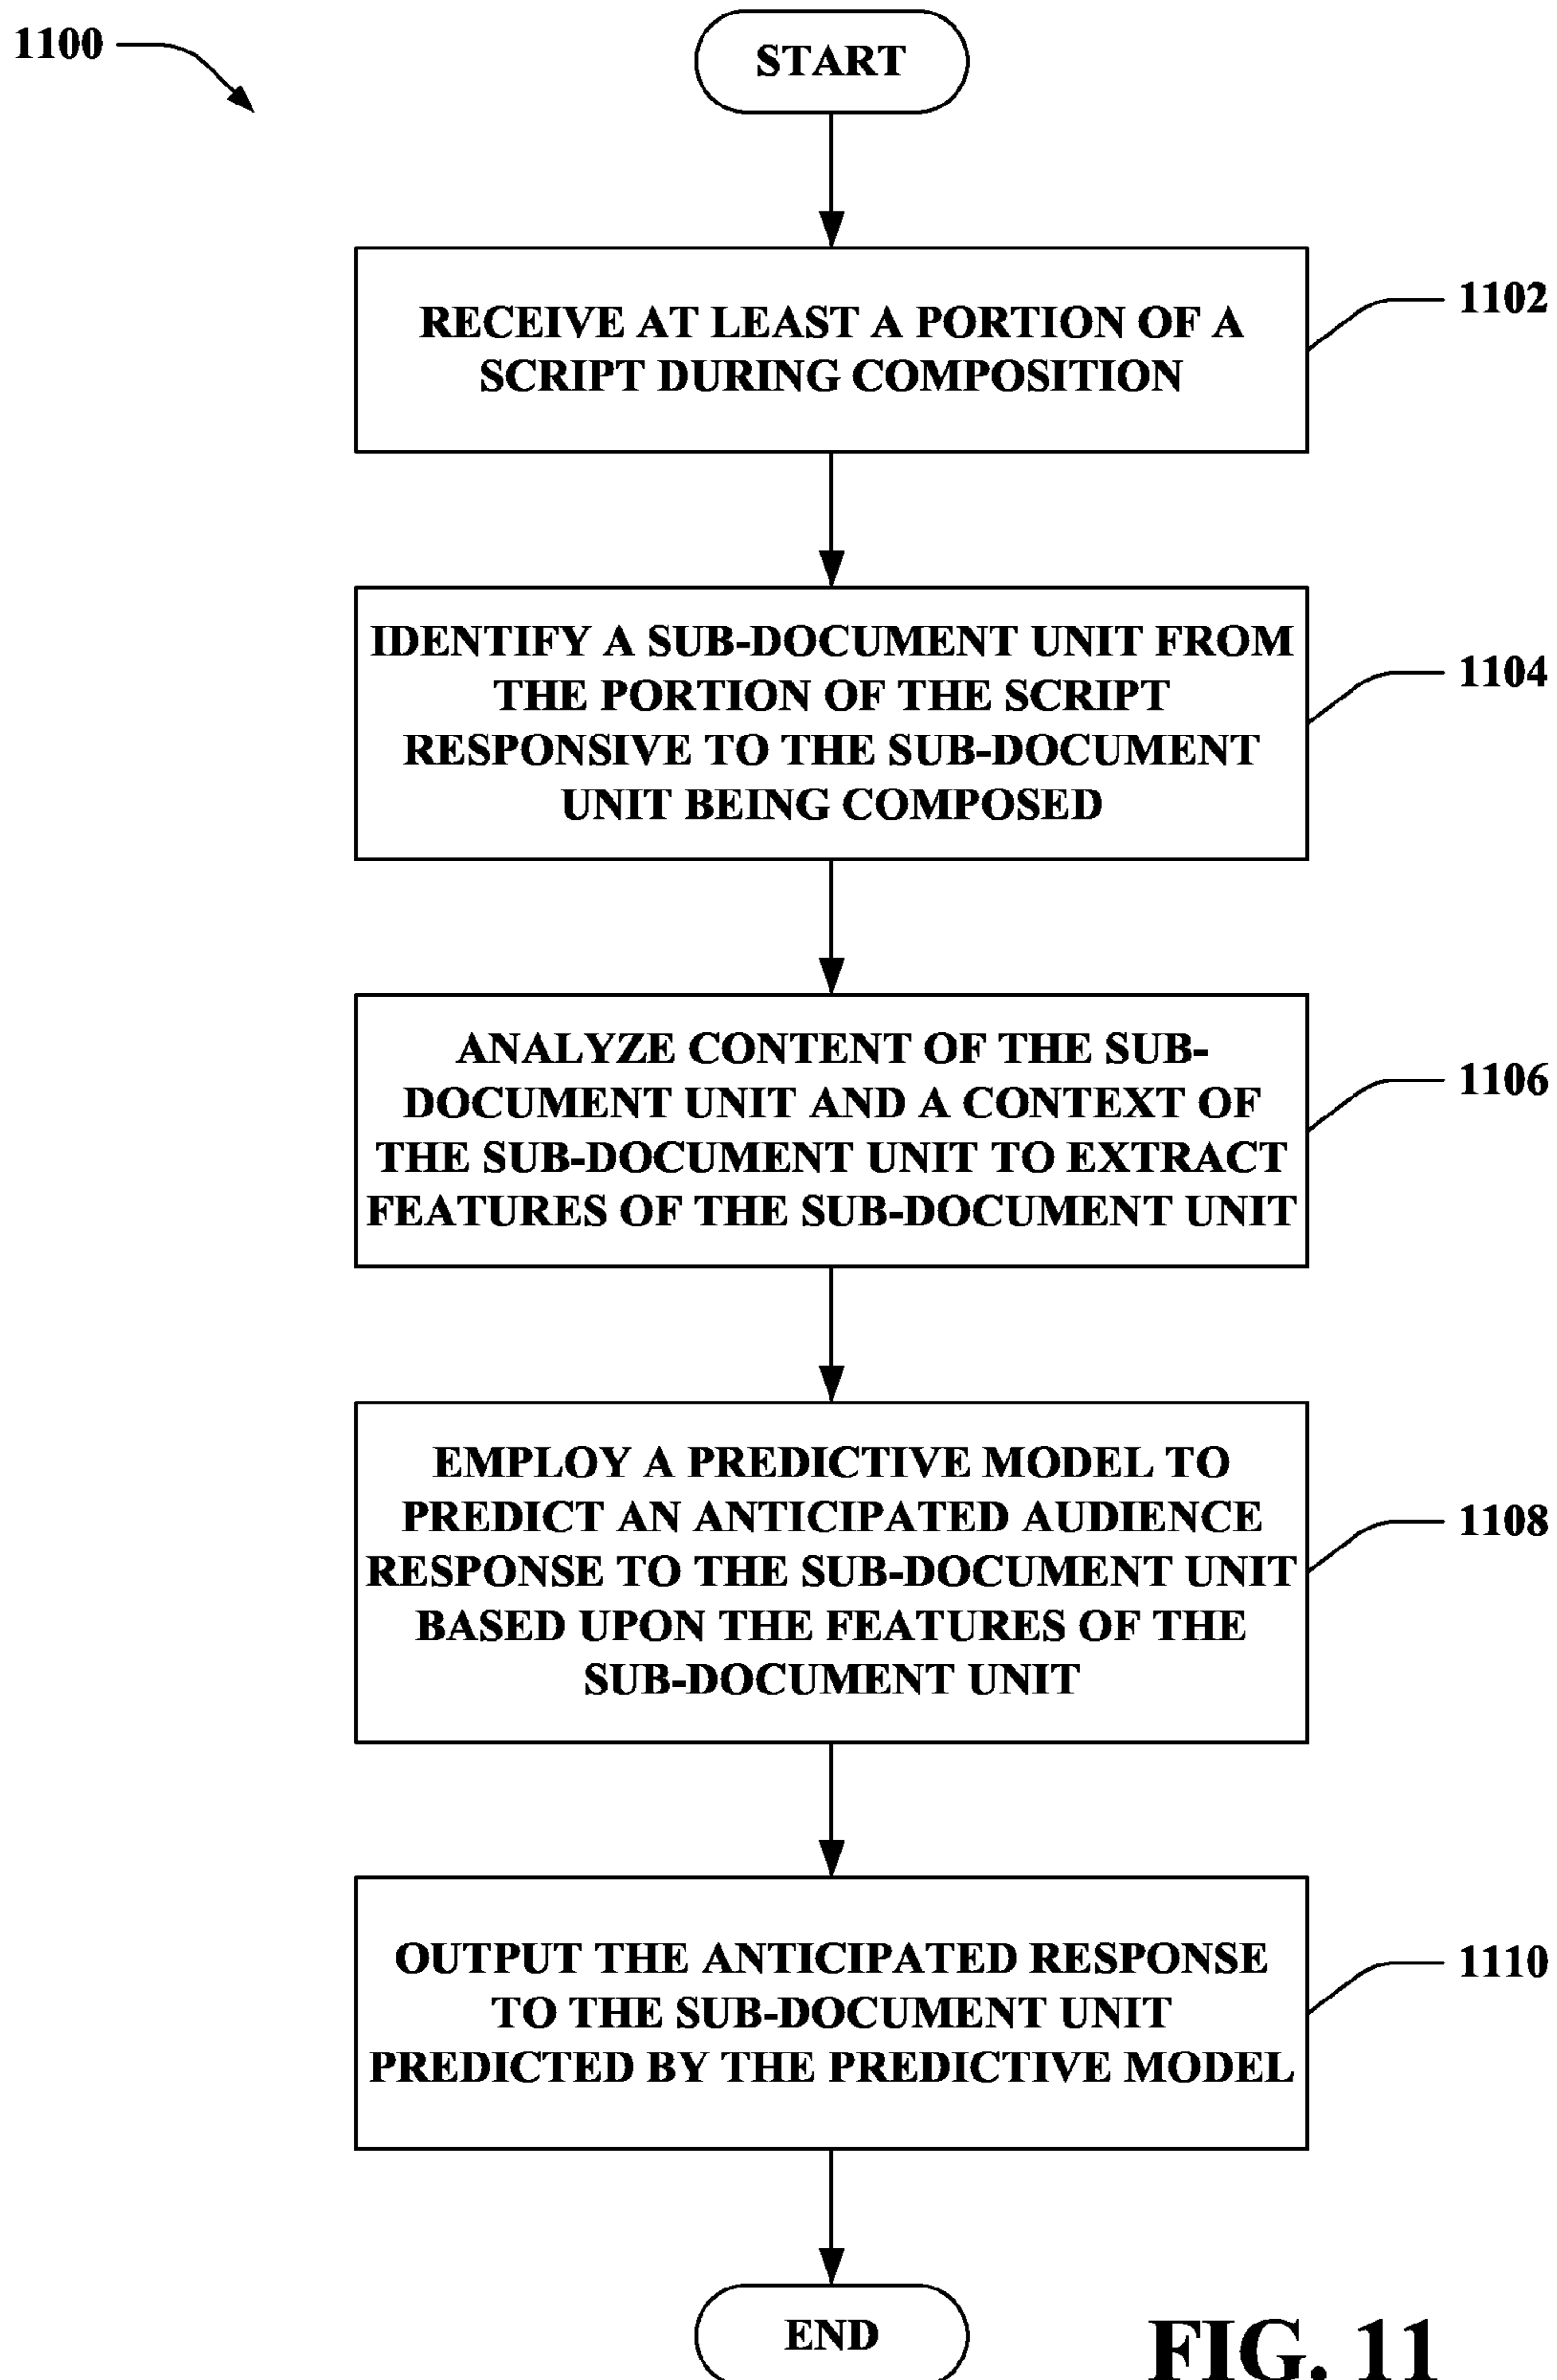 1100
START
RECEIVE AT LEAST A PORTION OF A
SCRIPT DURING COMPOSITION
1102
IDENTIFY A SUB-DOCUMENT UNIT FROM
THE PORTION OF THE SCRIPT
RESPONSIVE TO THE SUB-DOCUMENT
UNIT BEING COMPOSED
1104
ANALYZE CONTENT OF THE SUB-
DOCUMENT UNIT AND A CONTEXT OF
THE SUB-DOCUMENT UNIT TO EXTRACT
FEATURES OF THE SUB-DOCUMENT UNIT
1106
EMPLOY A PREDICTIVE MODEL TO
PREDICT AN ANTICIPATED AUDIENCE
RESPONSE TO THE SUB-DOCUMENT UNIT
BASED UPON THE FEATURES OF THE
SUB-DOCUMENT UNIT
1108
OUTPUT THE ANTICIPATED RESPONSE
TO THE SUB-DOCUMENT UNIT
PREDICTED BY THE PREDICTIVE MODEL
1110
END
FIG. 11